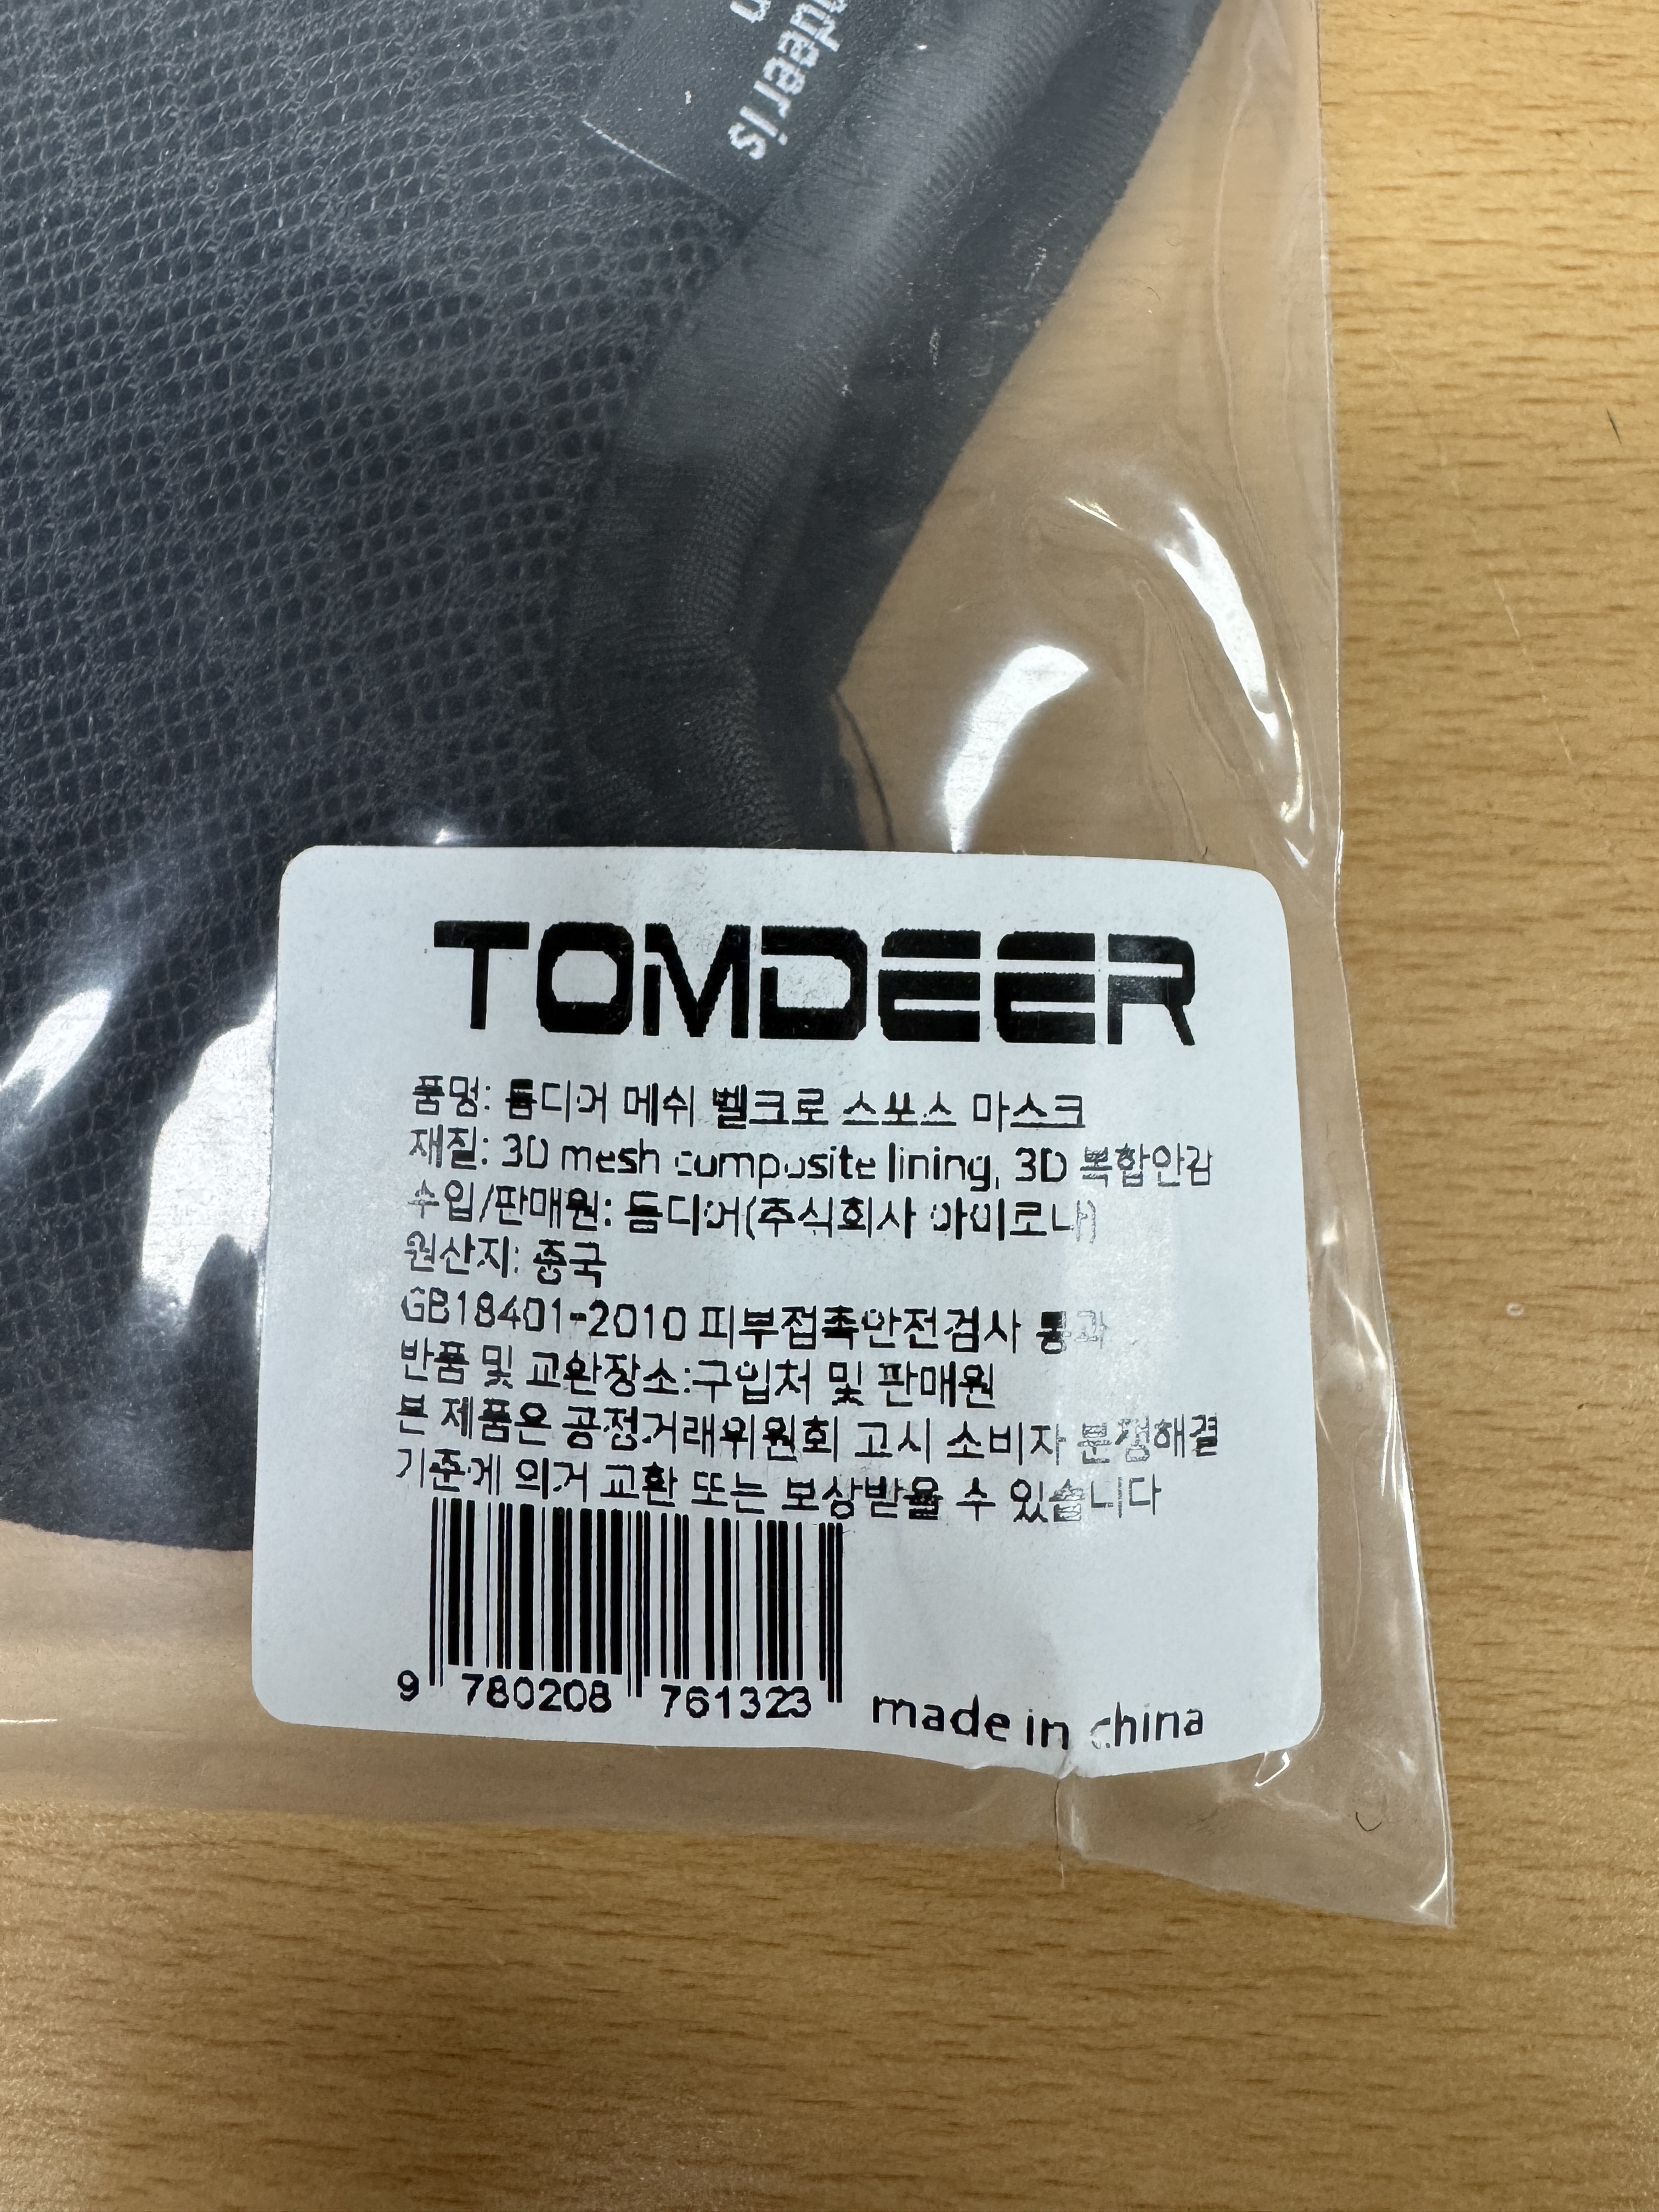 deeris
TOMDEER
품명: 톰디어 메쉬 벨크로 스포츠 마스크
재질: 3D mesh composite lining, 3D 복합안감
수입/판매원: 톰디어(주식회사 아이로나)
원산지: 중국
GB18401-2010 피부접촉안전검사 통과
반품 및 교환장소:구입처 및 판매원
본 제품은 공정거래위원회 고시 소비자 분쟁해결
기준에 의거 교환 또는 보상받을 수 있습니다
9 780208 761323
made in china